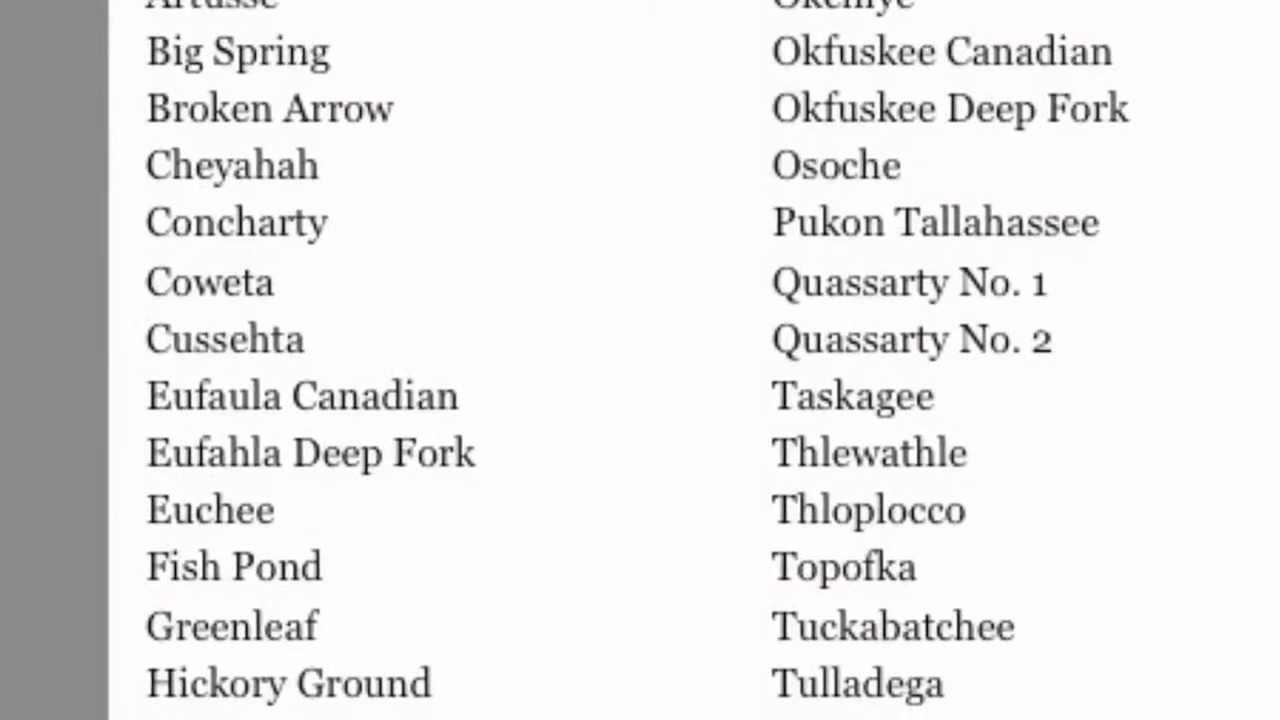 Big Spring
Broken Arrow
Cheyahah
Concharty
Coweta
Cussehta
Eufaula Canadian
Eufahla Deep Fork
Euchee
Fish Pond
Greenleaf
Hickory Ground
Okfuskee Canadian
Okfuskee Deep Fork
Osoche
Pukon Tallahassee
Quassarty No. 1
Quassarty No. 2
Taskagee
Thlewathle
Thloplocco
Topofka
Tuckabatchee
Tulladega